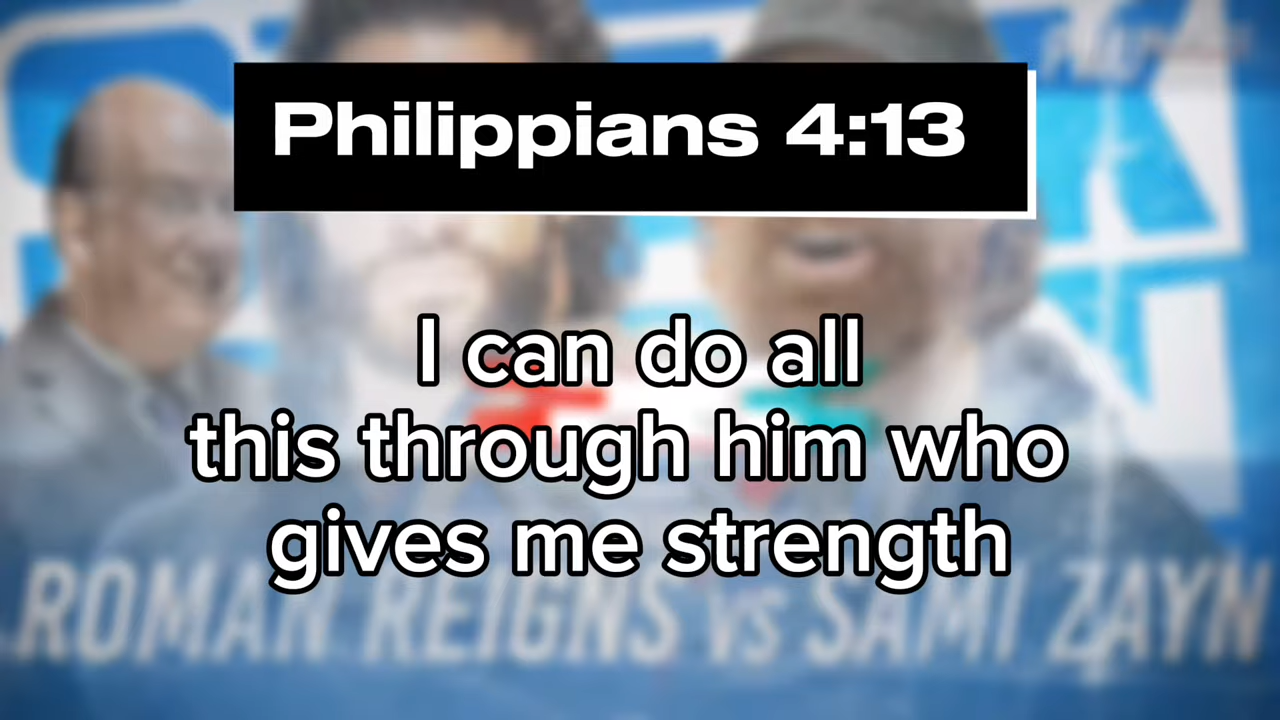 Philippians 4:13
I can do all
this through him who
gives me strength
ROMAN REIGNS VS SAMI ZAYN